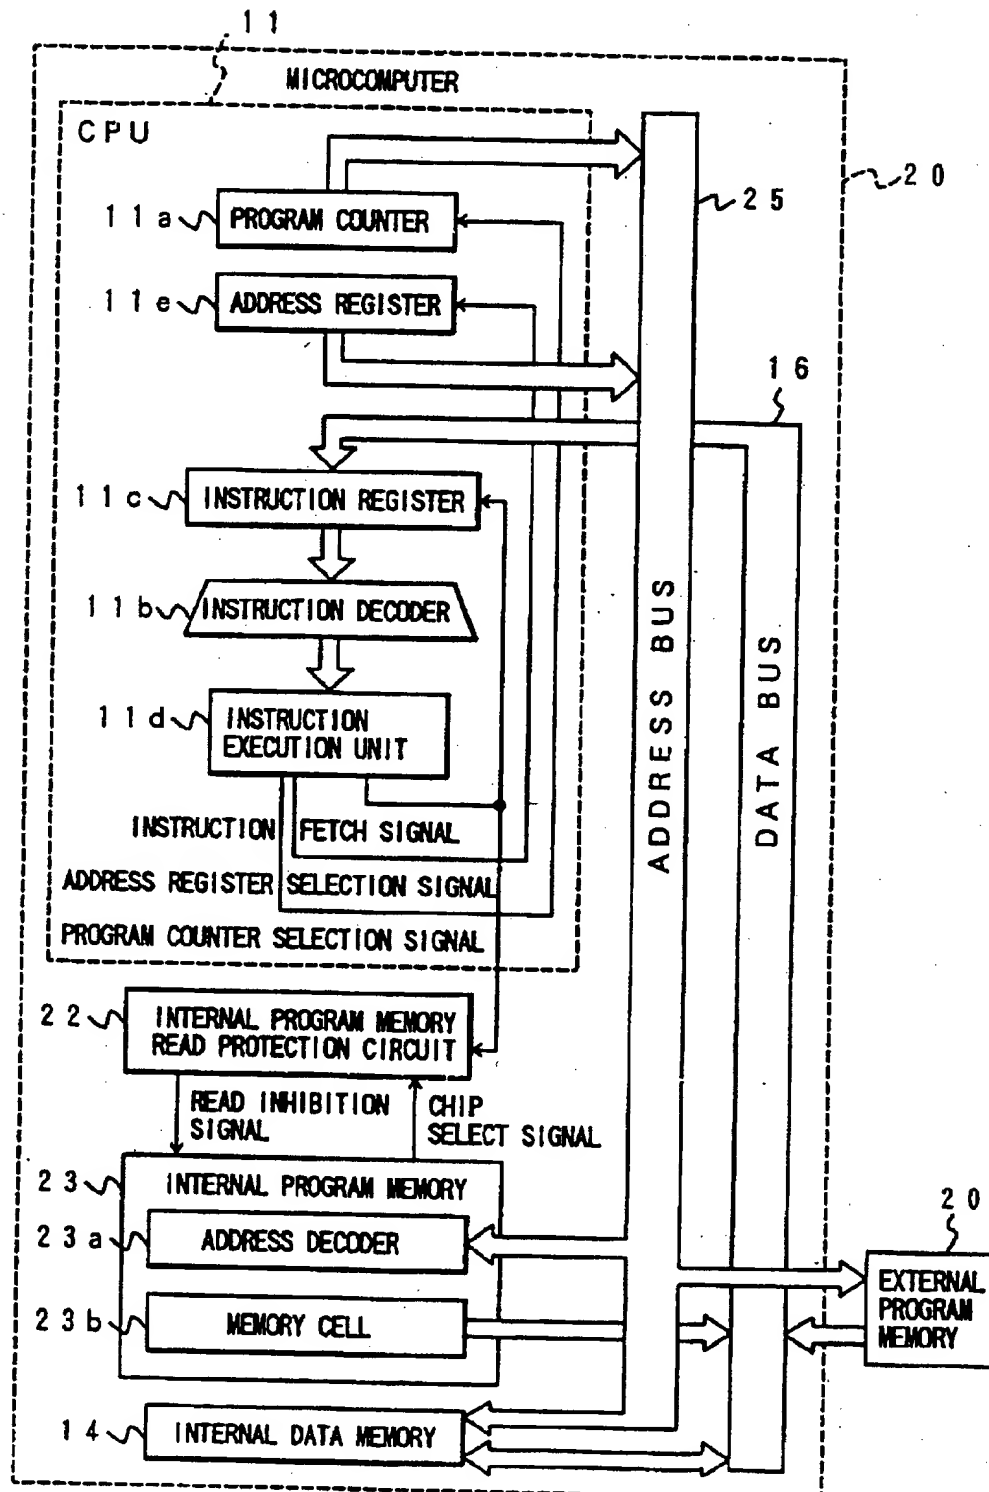 11
MICROCOMPUTER
CPU
20
25
11a
PROGRAM COUNTER
11e
ADDRESS REGISTER
16
11c
INSTRUCTION REGISTER
11b
INSTRUCTION DECODER
11d
INSTRUCTION
EXECUTION UNIT
ADDRESS BUS
DATA BUS
INSTRUCTION FETCH SIGNAL
ADDRESS REGISTER SELECTION SIGNAL
PROGRAM COUNTER SELECTION SIGNAL
22
INTERNAL PROGRAM MEMORY
READ PROTECTION CIRCUIT
READ INHIBITION
SIGNAL
CHIP
SELECT SIGNAL
23
INTERNAL PROGRAM MEMORY
23a
ADDRESS DECODER
20
EXTERNAL
PROGRAM
MEMORY
23b
MEMORY CELL
14
INTERNAL DATA MEMORY